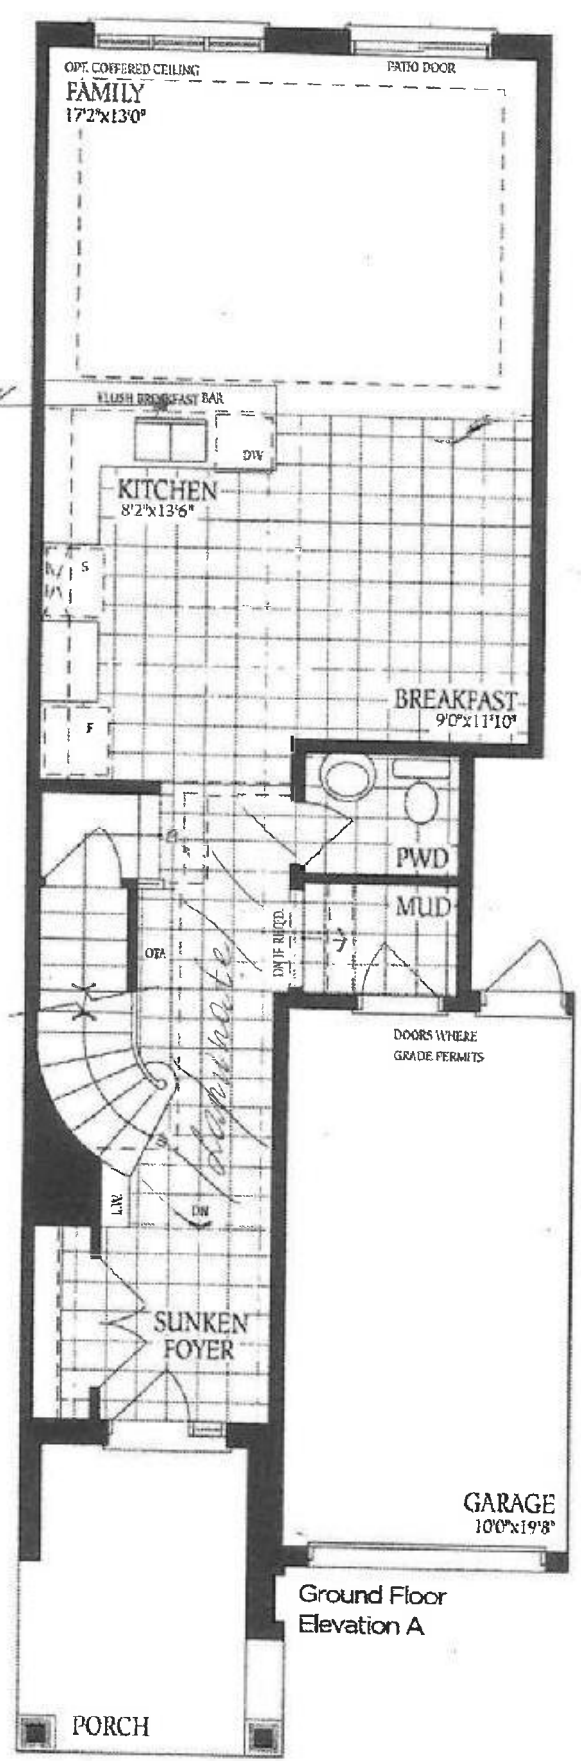 OPT. COFFERED CEILING
PATIO DOOR
FAMILY
17'2"x13'0"
FLUSH BREAKFAST BAR
DW
KITCHEN
8'2"x13'6"
S
BREAKFAST
9'0"x11'10"
F
PWD
MUD
DN IF REQ'D.
OTA
Laminate
DOORS WHERE
GRADE PERMITS
L.W.
DN
SUNKEN
FOYER
GARAGE
10'0"x19'8"
Ground Floor
Elevation A
PORCH